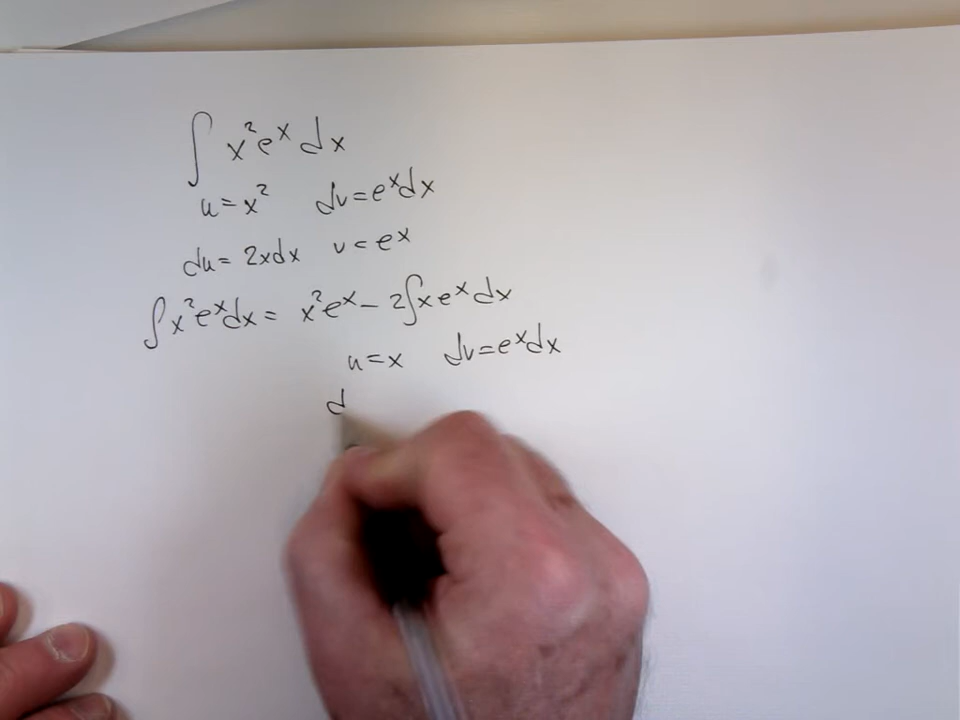 ∫ x²eˣ dx
u = x² dv = eˣdx
du = 2xdx v = eˣ
∫x²eˣdx = x²eˣ – 2∫xeˣdx
u = x dv = eˣdx
d